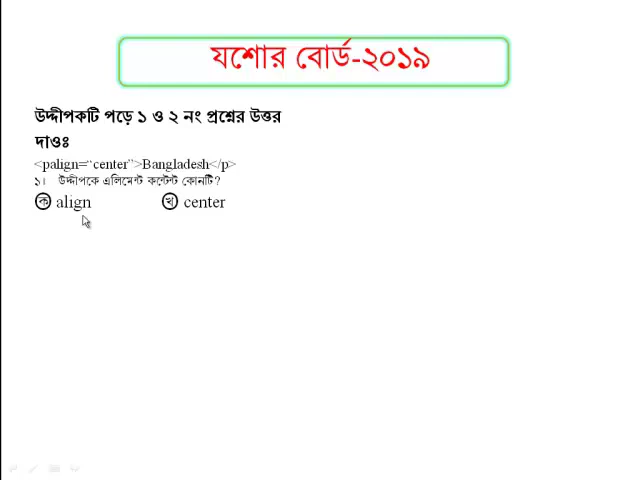 যশোর বোর্ড-২০১৯
উদ্দীপকটি পড়ে ১ ও ২ নং প্রশ্নের উত্তর
দাওঃ
<palign=“center”>Bangladesh</p>
১। উদ্দীপকে এলিমেন্ট কন্টেন্ট কোনটি?
ক align খ center